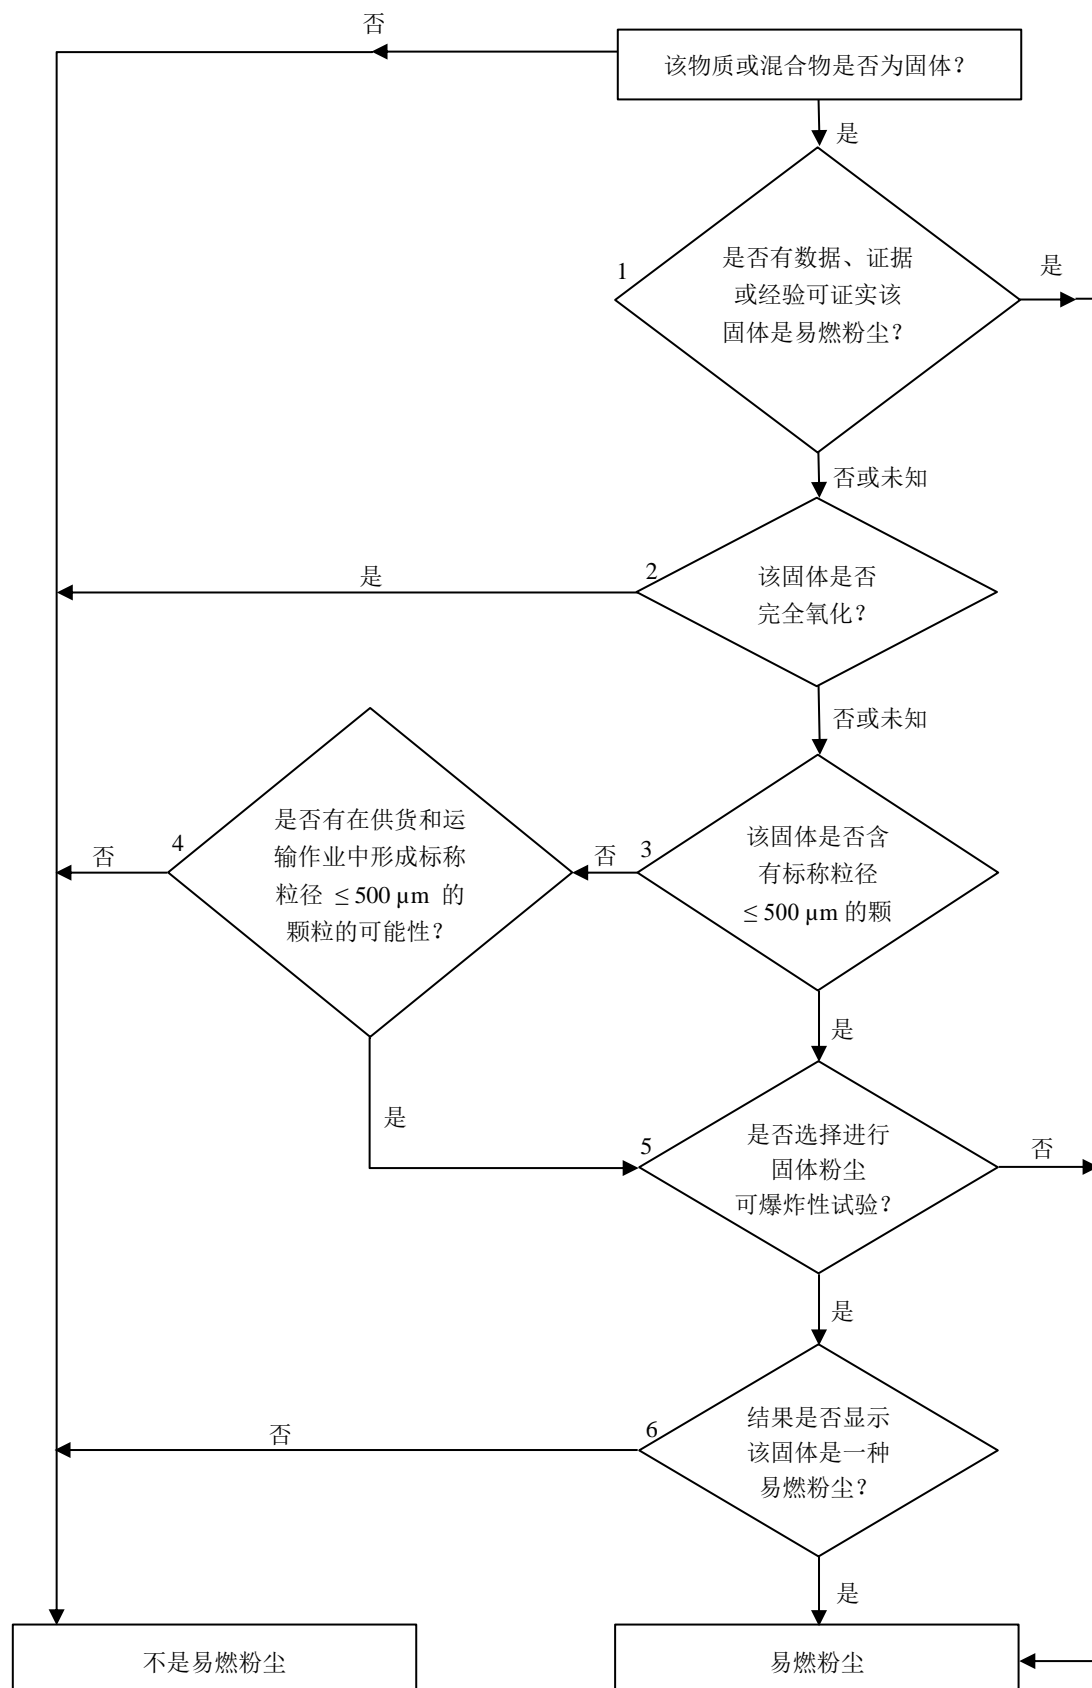 否
该物质或混合物是否为固体？
是
1
是否有数据、证据
或经验可证实该
固体是易燃粉尘？
是
否或未知
2
该固体是否
完全氧化？
是
否或未知
4
是否有在供货和运
输作业中形成标称
粒径 ≤ 500 µm 的
颗粒的可能性？
否
否
3
该固体是否含
有标称粒径
≤ 500 µm 的颗
是
是
5
是否选择进行
固体粉尘
可爆炸性试验？
否
是
6
结果是否显示
该固体是一种
易燃粉尘？
否
是
不是易燃粉尘
易燃粉尘